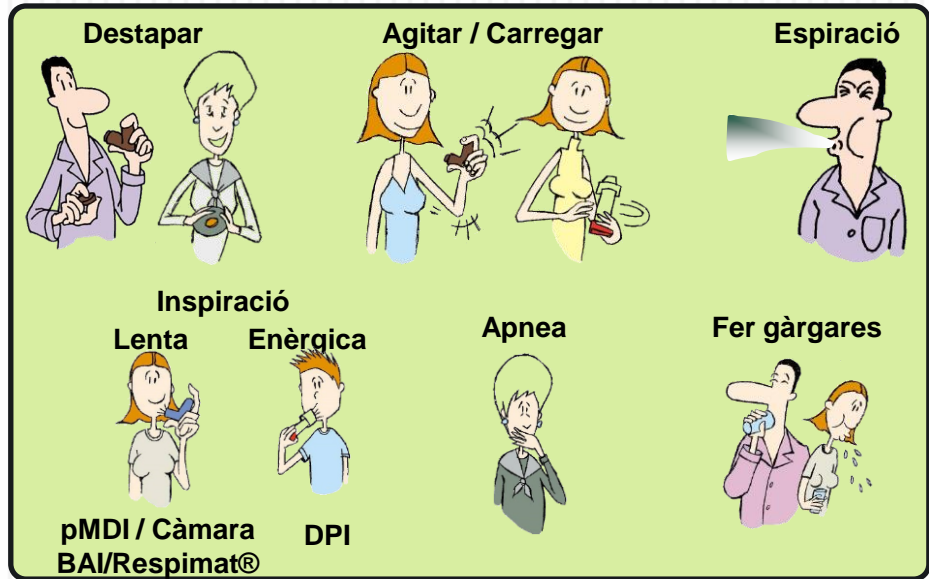 Destapar
Agitar / Carregar
Espiració
Inspiració
Lenta
Enèrgica
Apnea
Fer gàrgares
pMDI / Càmara
BAI/Respimat®
DPI